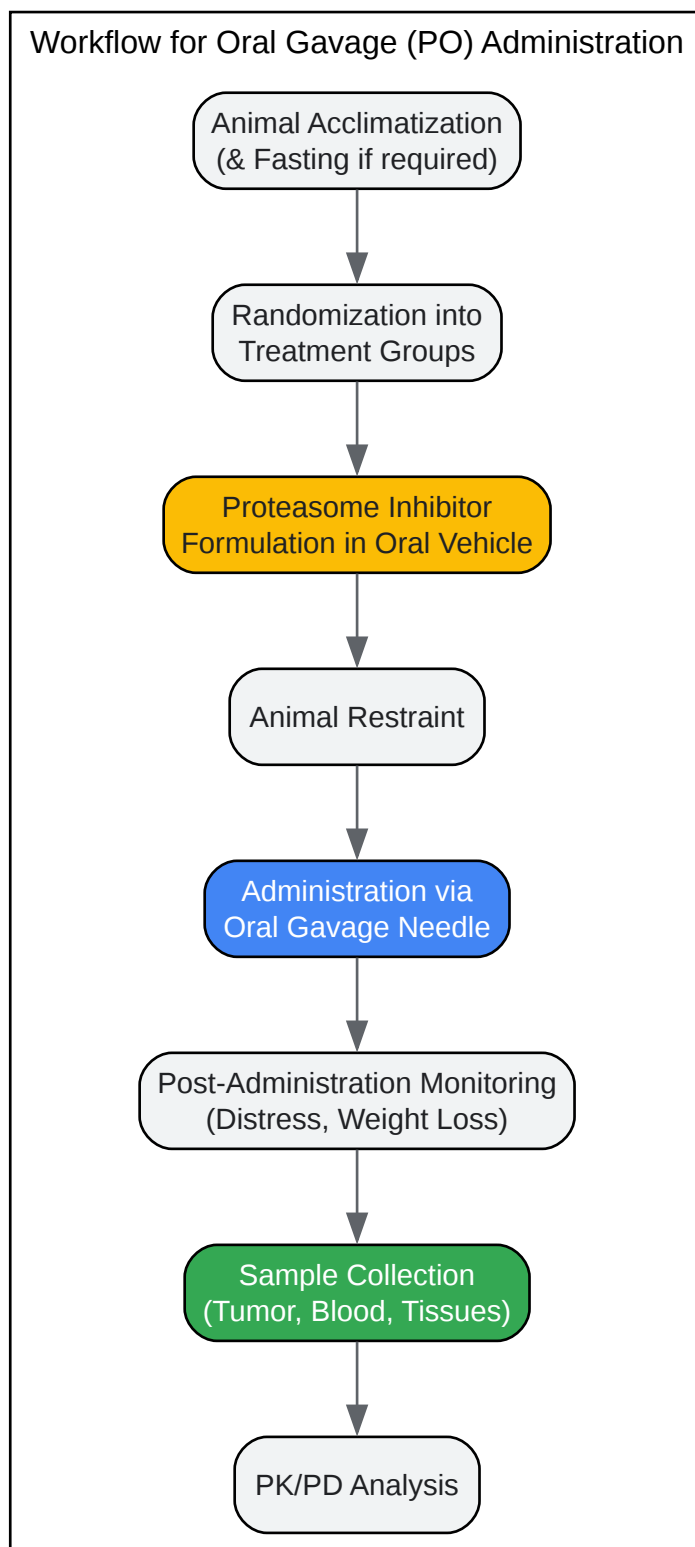 Workflow for Oral Gavage (PO) Administration
Animal Acclimatization
(& Fasting if required)
Randomization into
Treatment Groups
Proteasome Inhibitor
Formulation in Oral Vehicle
Animal Restraint
Administration via
Oral Gavage Needle
Post-Administration Monitoring
(Distress, Weight Loss)
Sample Collection
(Tumor, Blood, Tissues)
PK/PD Analysis